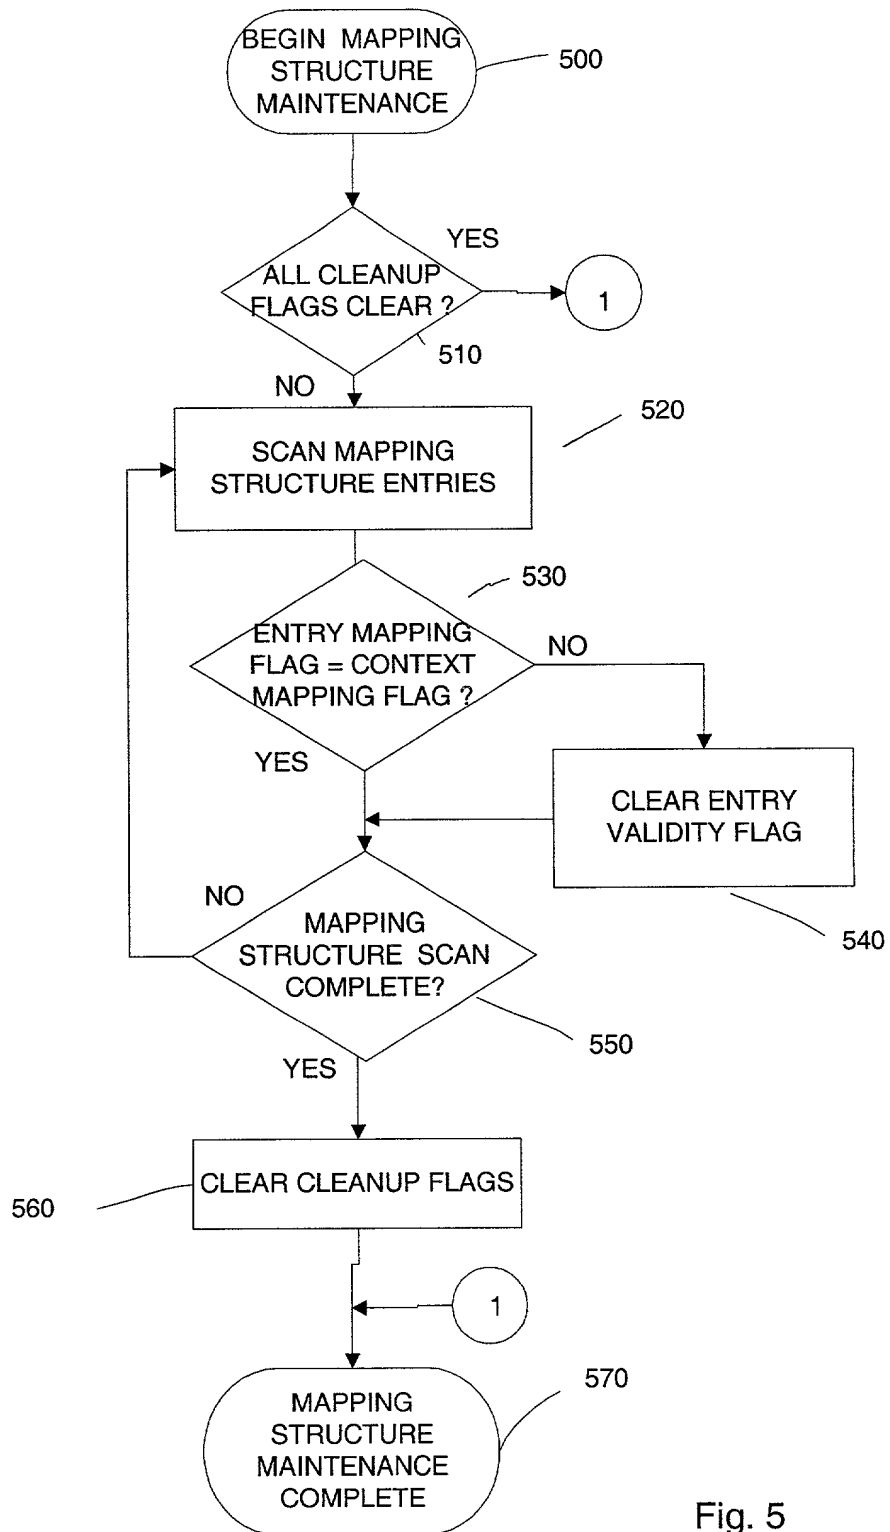 BEGIN MAPPING
STRUCTURE
MAINTENANCE
500
YES
ALL CLEANUP
FLAGS CLEAR ?
1
510
NO
520
SCAN MAPPING
STRUCTURE ENTRIES
530
ENTRY MAPPING
FLAG = CONTEXT
MAPPING FLAG ?
NO
YES
CLEAR ENTRY
VALIDITY FLAG
540
NO
MAPPING
STRUCTURE SCAN
COMPLETE?
550
YES
CLEAR CLEANUP FLAGS
560
1
570
MAPPING
STRUCTURE
MAINTENANCE
COMPLETE
Fig. 5